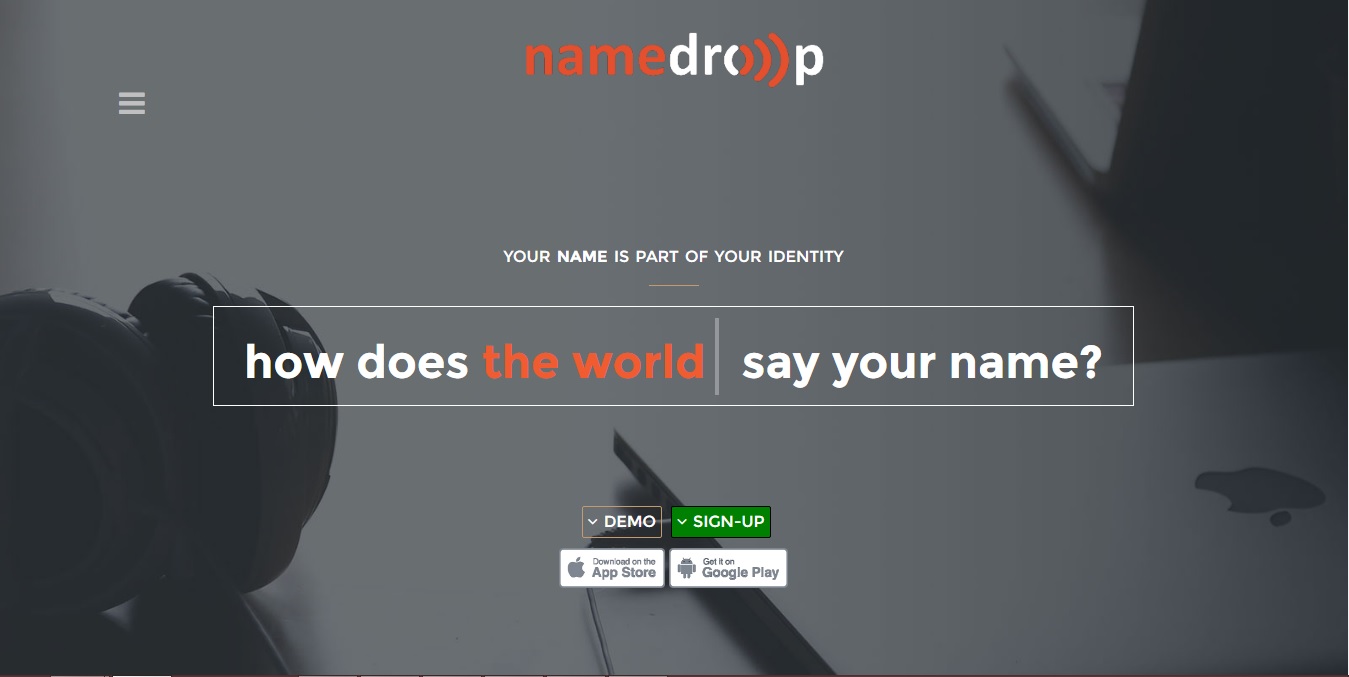 namedrop
YOUR NAME IS PART OF YOUR IDENTITY
how does the world say your name?
DEMO SIGN-UP
Download on the Get it on
App Store Google Play